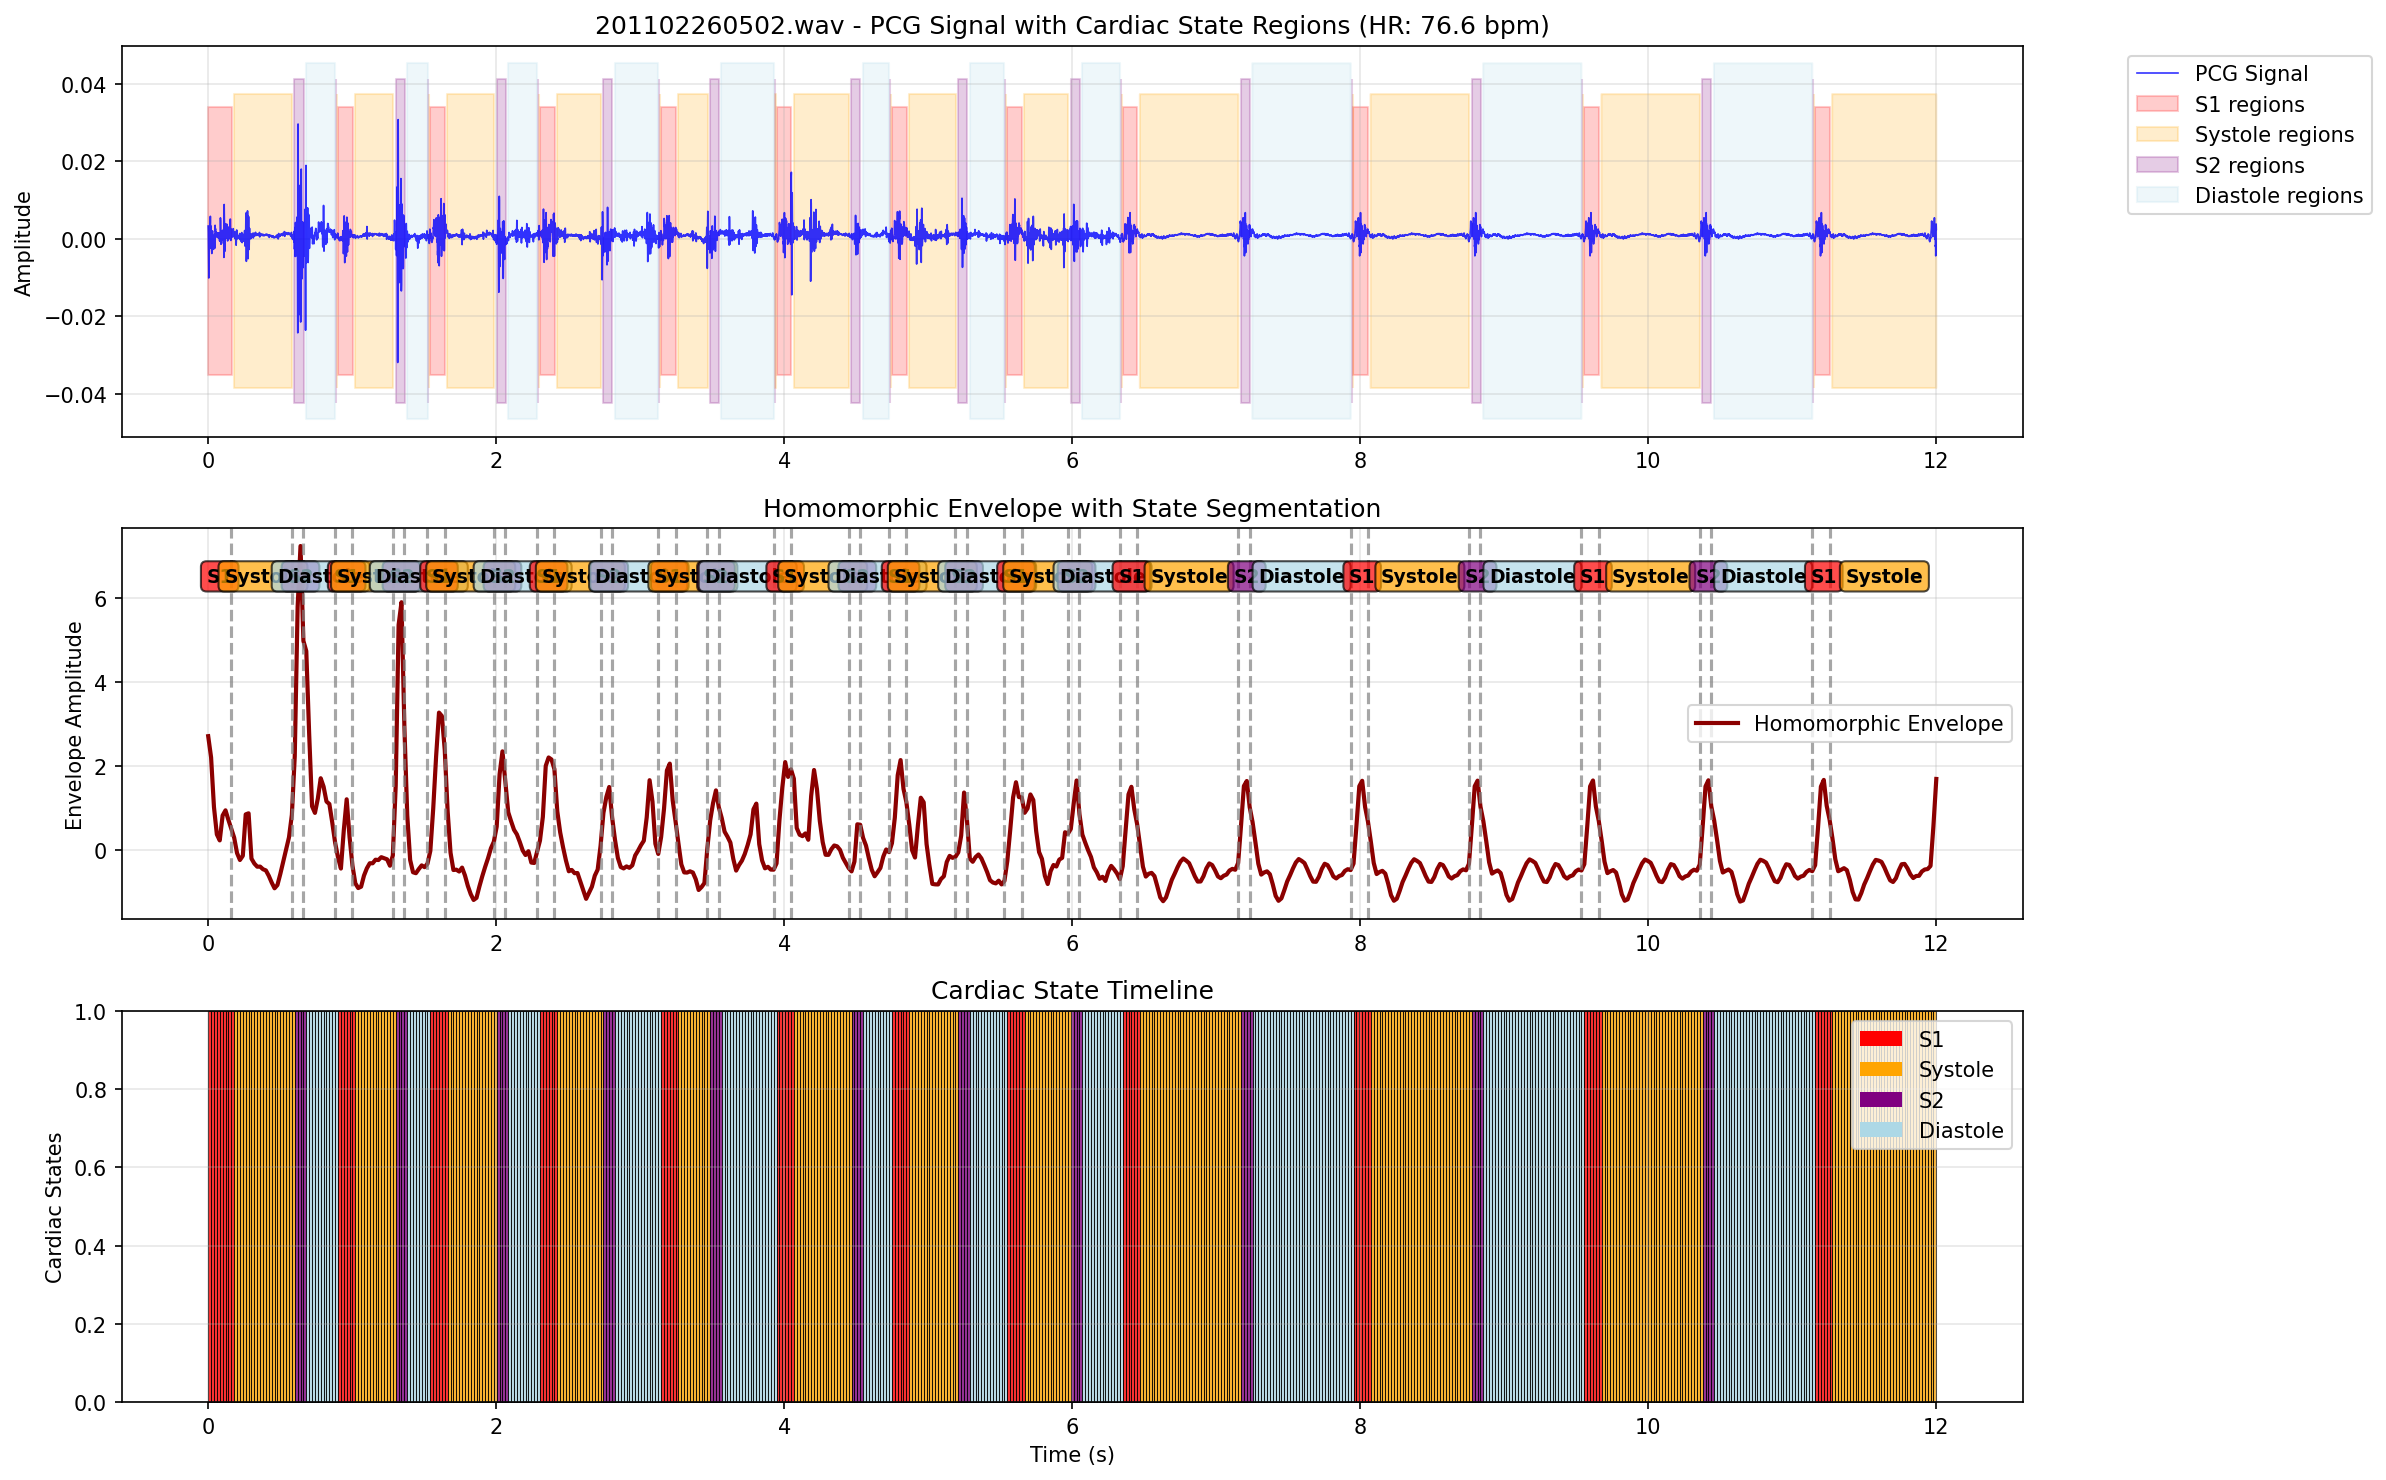 201102260502.wav - PCG Signal with Cardiac State Regions (HR: 76.6 bpm)
Amplitude
0.04
0.02
0.00
−0.02
−0.04
0 2 4 6 8 10 12
PCG Signal
S1 regions
Systole regions
S2 regions
Diastole regions
Homomorphic Envelope with State Segmentation
Envelope Amplitude
6
4
2
0
S1 Systole S2 Diastole S1 Systole S2 Diastole S1 Systole S2 Diastole S1 Systole
Homomorphic Envelope
0 2 4 6 8 10 12
Cardiac State Timeline
Cardiac States
1.0
0.8
0.6
0.4
0.2
0.0
S1
Systole
S2
Diastole
0 2 4 6 8 10 12
Time (s)